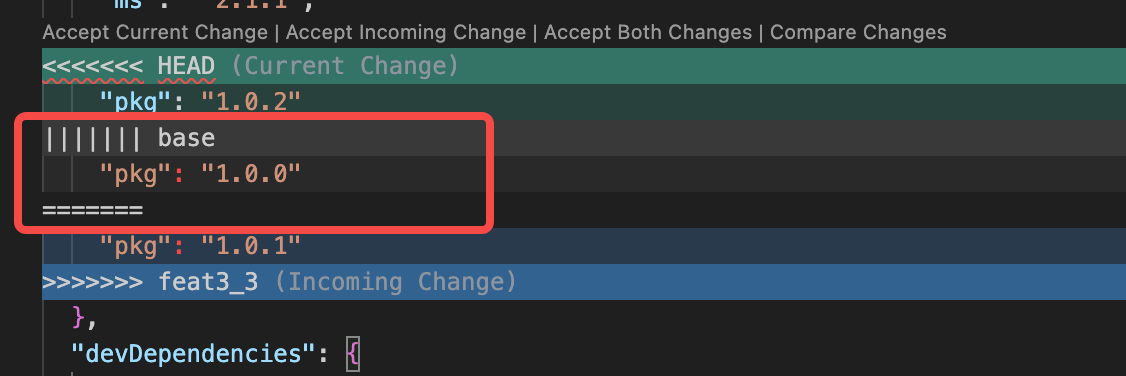 "ms": "2.1.1",
Accept Current Change | Accept Incoming Change | Accept Both Changes | Compare Changes
<<<<<<< HEAD (Current Change)
"pkg": "1.0.2"
||||||| base
"pkg": "1.0.0"
=======
"pkg": "1.0.1"
>>>>>>> feat3_3 (Incoming Change)
},
"devDependencies": {